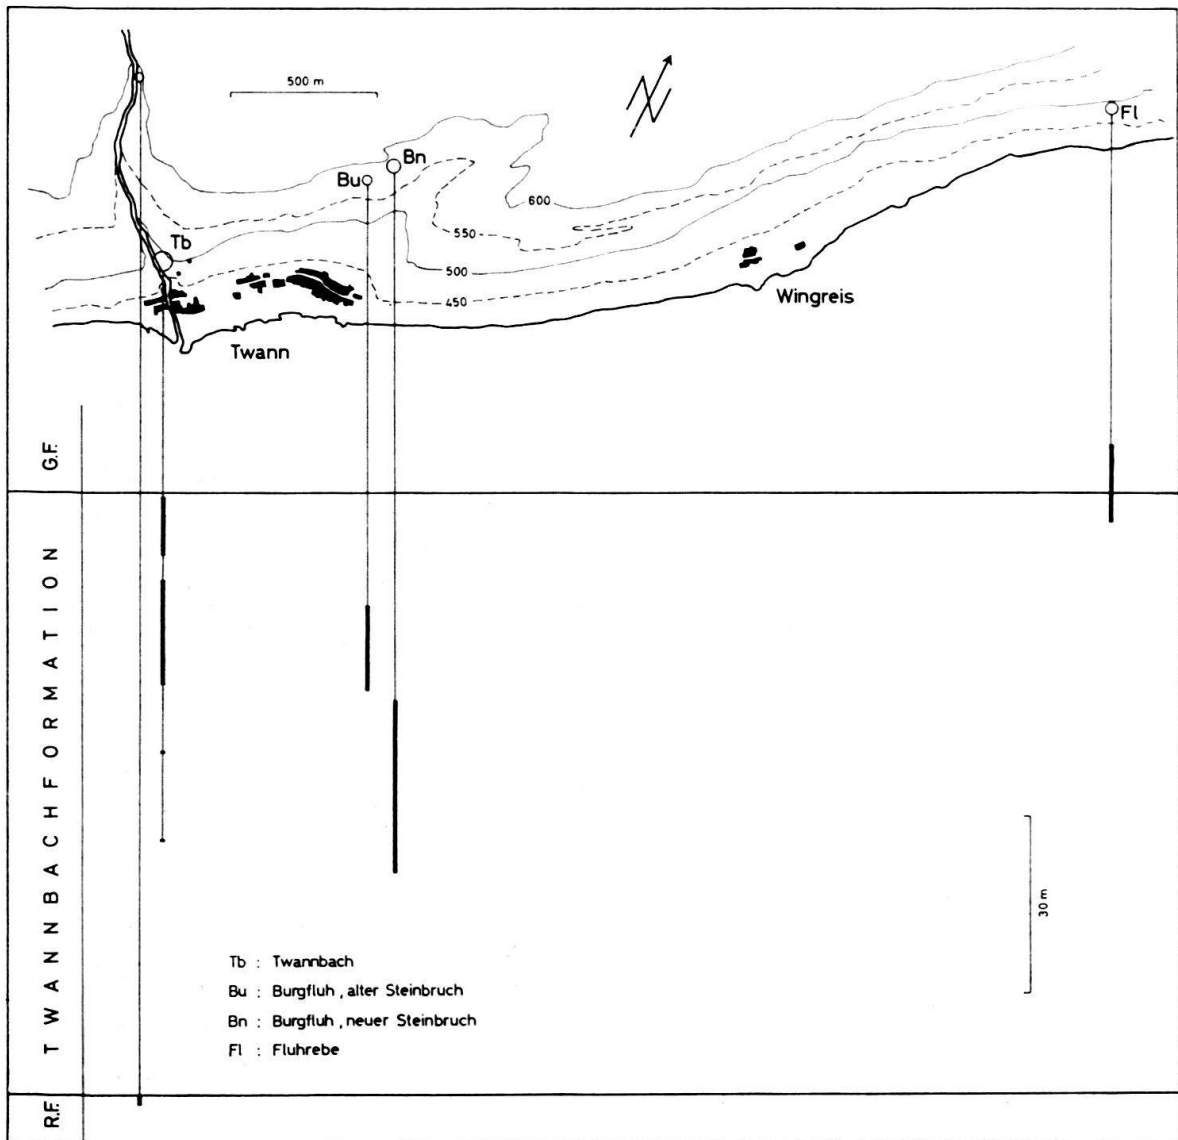 500 m
N
Fl
Bn
Bu
600
Tb
550
500
450
Wingreis
Twann
G.F.
TWANNBACHFORMATION
30 m
Tb : Twannbach
Bu : Burgfluh , alter Steinbruch
Bn : Burgfluh , neuer Steinbruch
Fl : Fluhrebe
R.F.